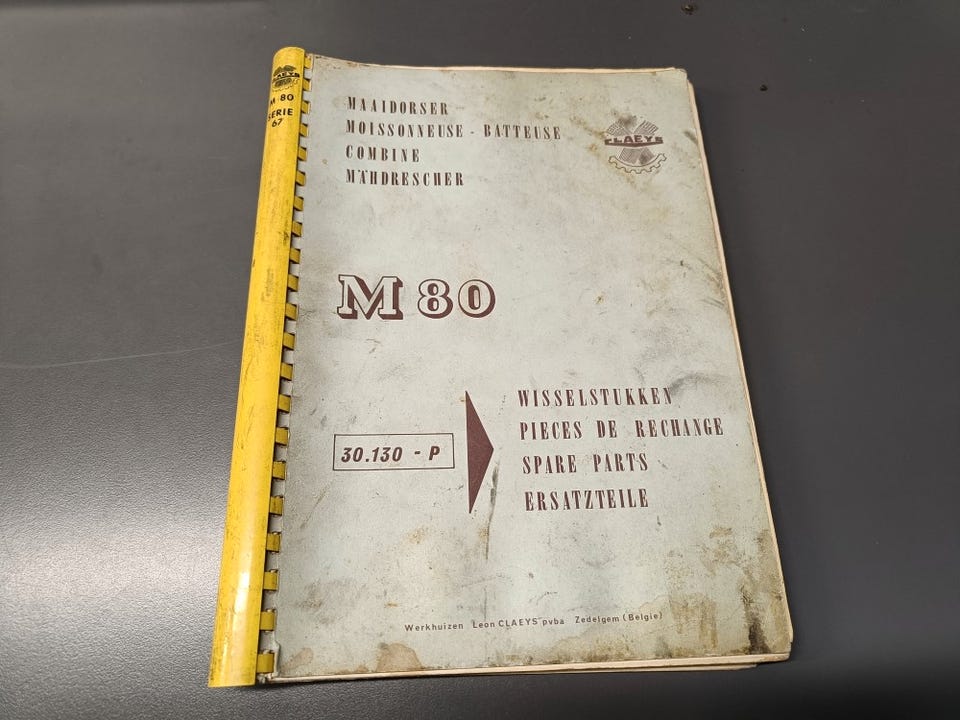 CLAEYS
M 80
SERIE
67
MAAIDORSER
MOISSONNEUSE - BATTEUSE
COMBINE
MÄHDRESCHER
CLAEYS
M 80
30.130 - P
WISSELSTUKKEN
PIECES DE RECHANGE
SPARE PARTS
ERSATZTEILE
Werkhuizen Leon CLAEYS pvba Zedelgem (Belgie)